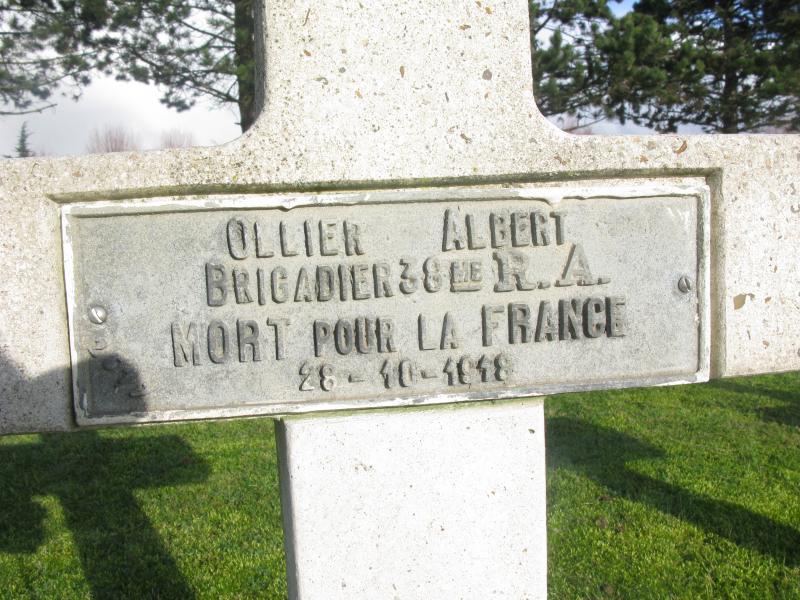 OLLIER ALBERT
BRIGADIER 38ME R.A.
MORT POUR LA FRANCE
28-10-1918